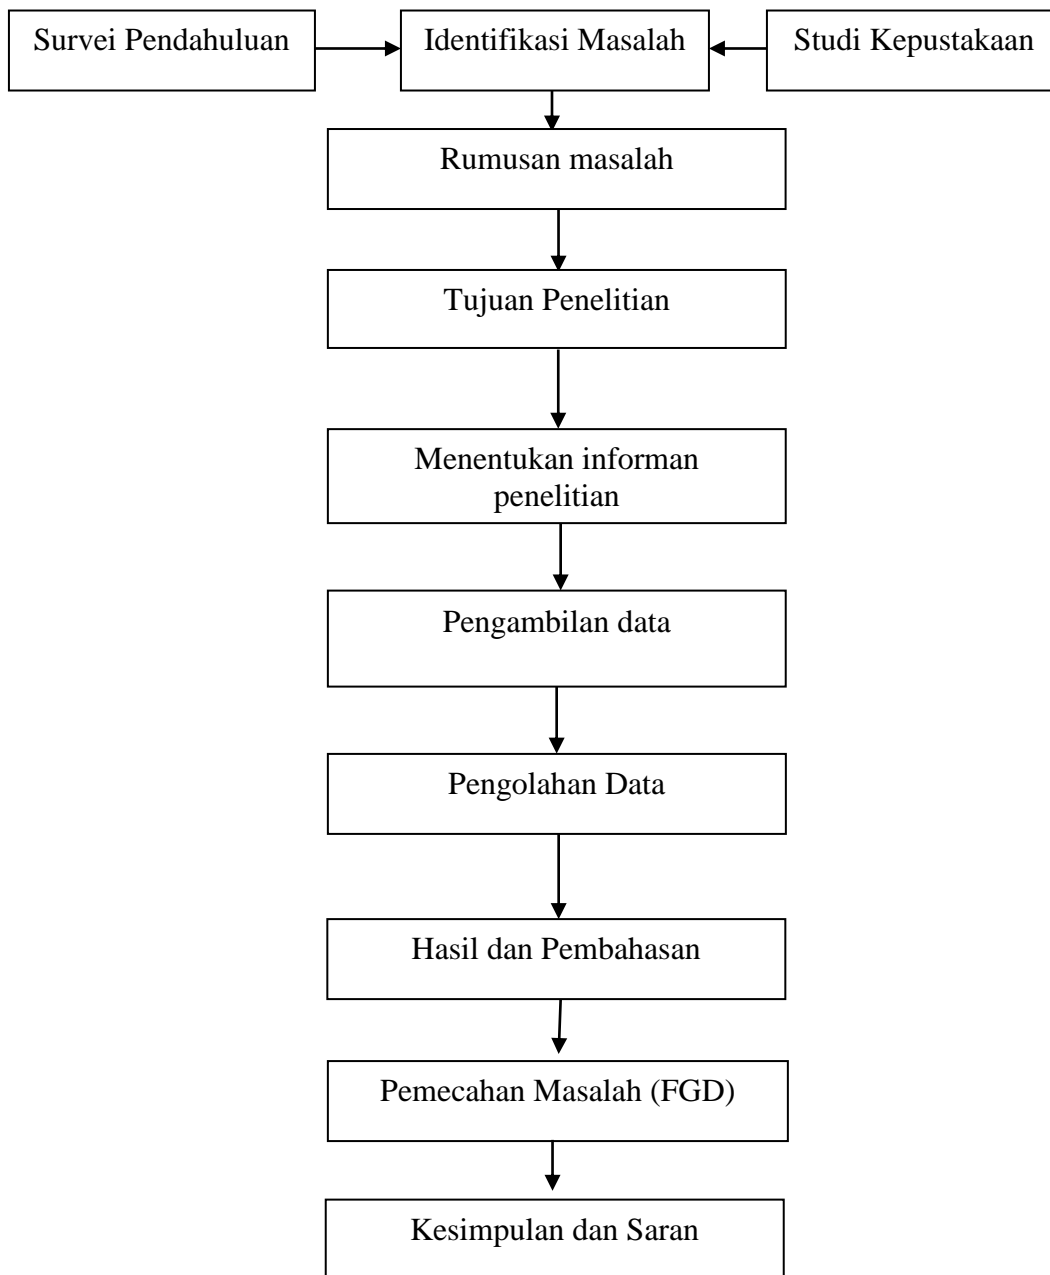 Survei Pendahuluan
Identifikasi Masalah
Studi Kepustakaan
Rumusan masalah
Tujuan Penelitian
Menentukan informan
penelitian
Pengambilan data
Pengolahan Data
Hasil dan Pembahasan
Pemecahan Masalah (FGD)
Kesimpulan dan Saran